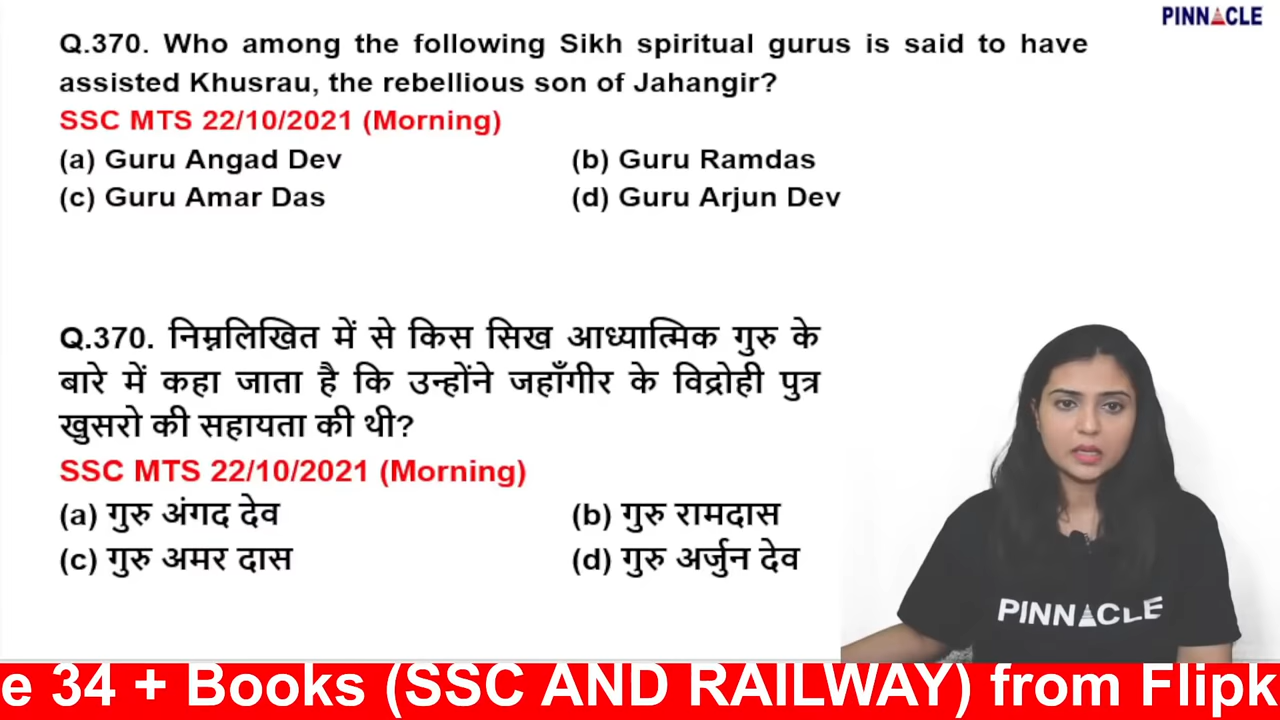 PINNACLE
Q.370. Who among the following Sikh spiritual gurus is said to have
assisted Khusrau, the rebellious son of Jahangir?
SSC MTS 22/10/2021 (Morning)
(a) Guru Angad Dev (b) Guru Ramdas
(c) Guru Amar Das (d) Guru Arjun Dev
Q.370. निम्नलिखित में से किस सिख आध्यात्मिक गुरु के
बारे में कहा जाता है कि उन्होंने जहाँगीर के विद्रोही पुत्र
खुसरो की सहायता की थी?
SSC MTS 22/10/2021 (Morning)
(a) गुरु अंगद देव (b) गुरु रामदास
(c) गुरु अमर दास (d) गुरु अर्जुन देव
PINNACLE
e 34 + Books (SSC AND RAILWAY) from Flipk